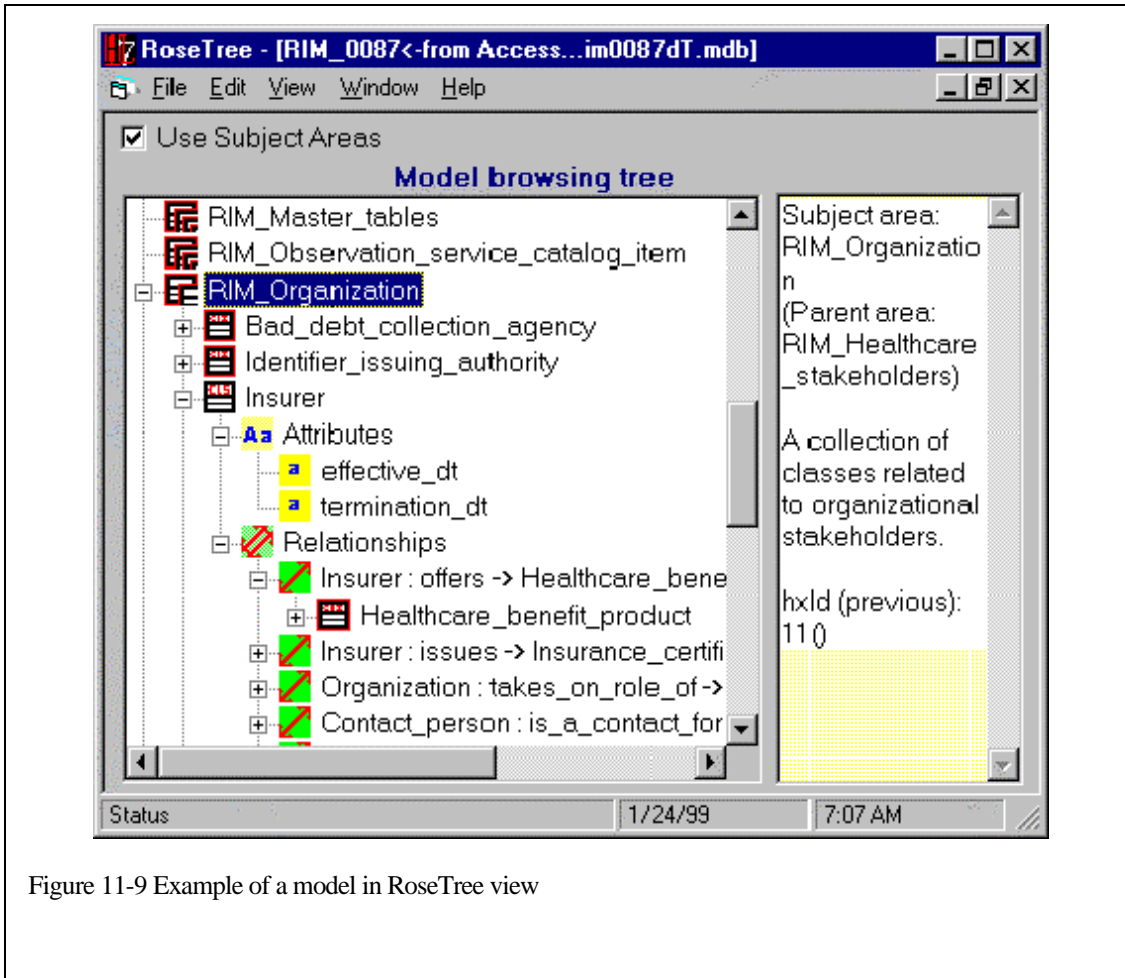 RoseTree - [RIM_0087<-from Access...im0087dT.mdb]
File Edit View Window Help
Use Subject Areas
Model browsing tree
RIM_Master_tables
RIM_Observation_service_catalog_item
RIM_Organization
Bad_debt_collection_agency
Identifier_issuing_authority
Insurer
Aa Attributes
a effective_dt
a termination_dt
Relationships
Insurer : offers -> Healthcare_bene
Healthcare_benefit_product
Insurer : issues -> Insurance_certifi
Organization : takes_on_role_of ->
Contact_person : is_a_contact_for
Subject area:
RIM_Organizatio
n
(Parent area:
RIM_Healthcare
_stakeholders)
A collection of
classes related
to organizational
stakeholders.
hxId (previous):
11()
Status 1/24/99 7:07 AM
Figure 11-9 Example of a model in RoseTree view